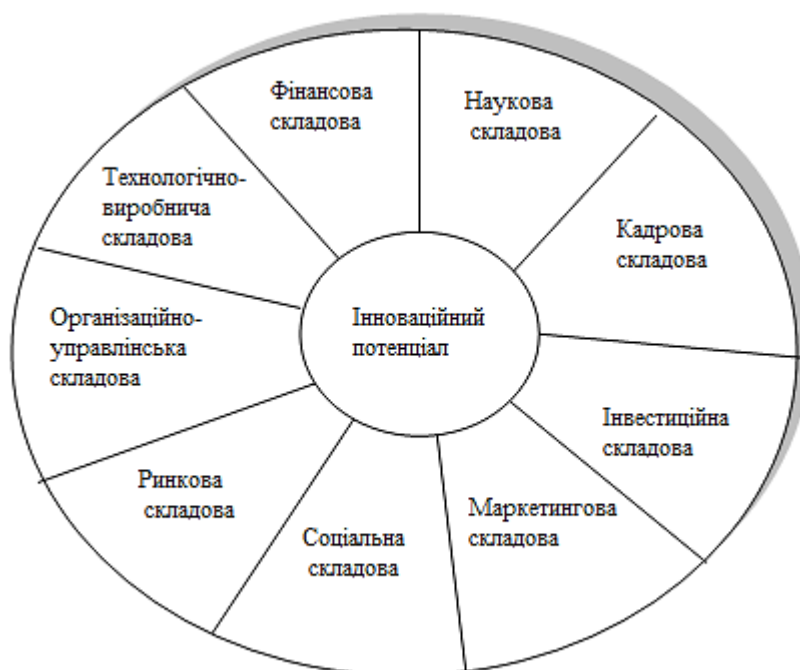 Фінансова
складова
Наукова
складова
Кадрова
складова
Інвестиційна
складова
Маркетингова
складова
Соціальна
складова
Ринкова
складова
Організаційно-
управлінська
складова
Технологічно-
виробнича
складова
Інноваційний
потенціал